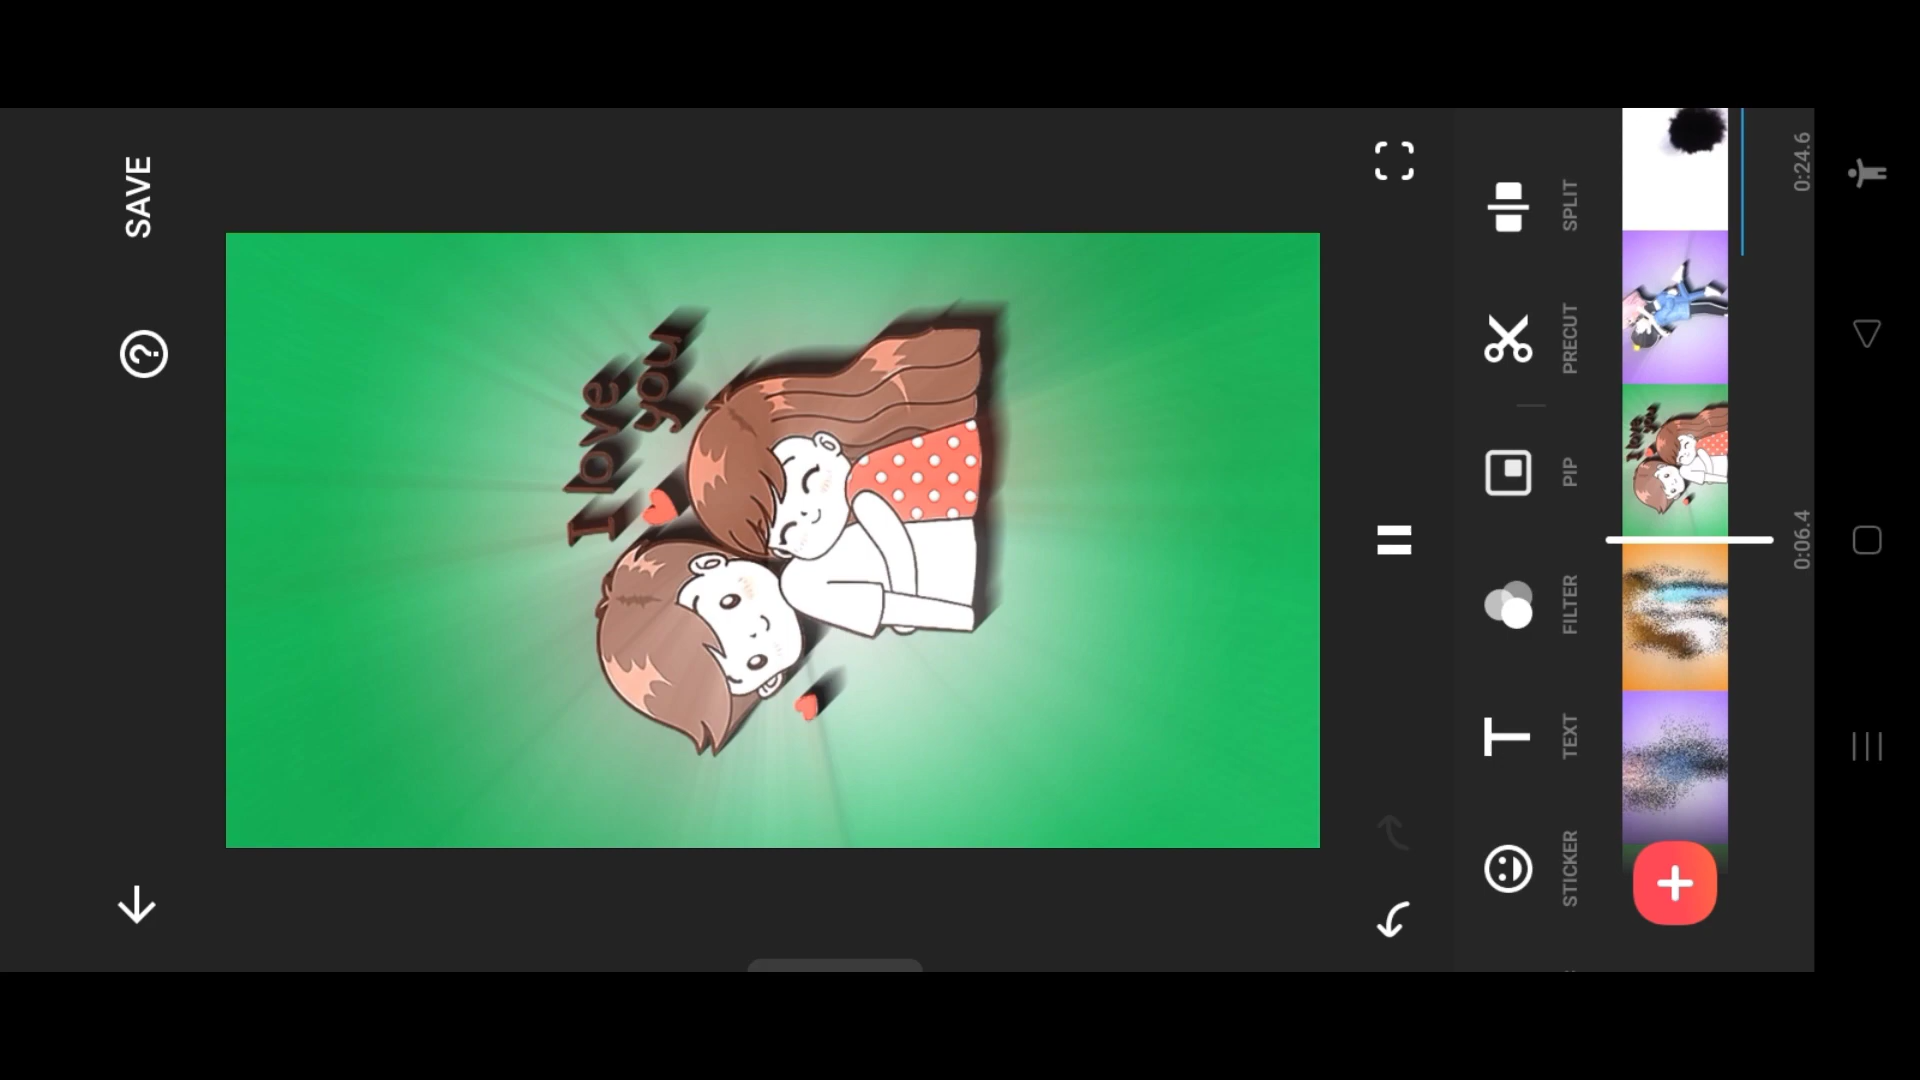 SAVE
I love
you
STICKER
TEXT
FILTER
PIP
PRECUT
SPLIT
0:06.4
0:24.6